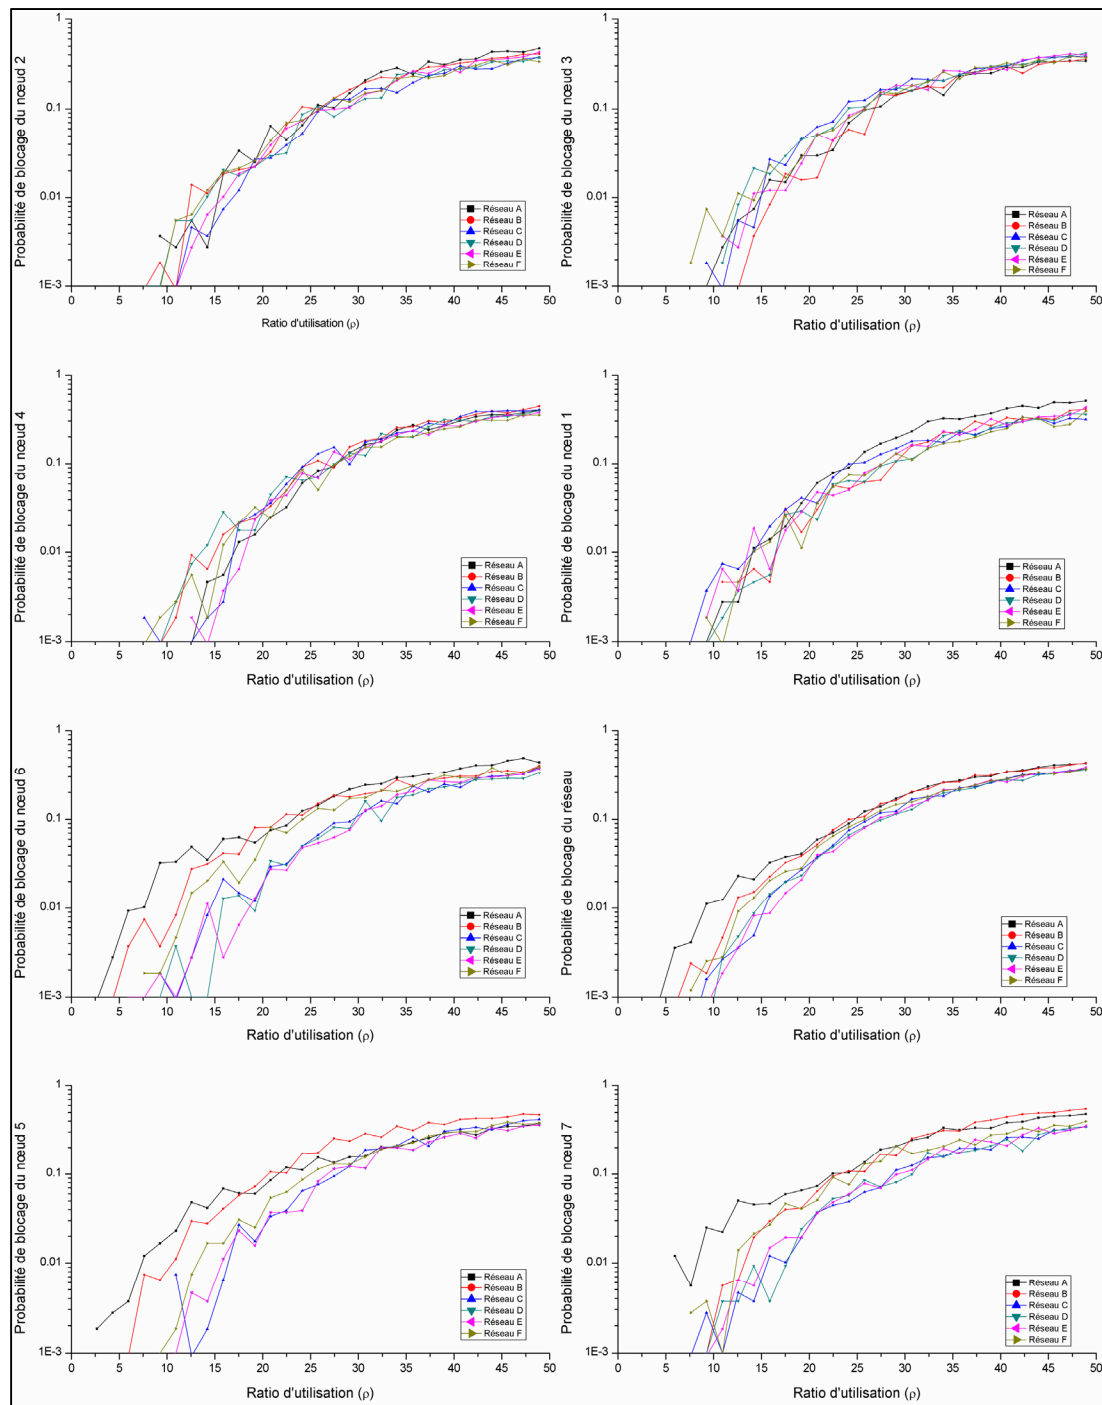 Probabilité de blocage du nœud 2
1
0.1
0.01
1E-3
0 5 10 15 20 25 30 35 40 45 50
Ratio d'utilisation (ρ)
Réseau A
Réseau B
Réseau C
Réseau D
Réseau E
Réseau F
Probabilité de blocage du nœud 3
1
0.1
0.01
1E-3
0 5 10 15 20 25 30 35 40 45 50
Ratio d'utilisation (ρ)
Réseau A
Réseau B
Réseau C
Réseau D
Réseau E
Réseau F
Probabilité de blocage du nœud 4
1
0.1
0.01
1E-3
0 5 10 15 20 25 30 35 40 45 50
Ratio d'utilisation (ρ)
Réseau A
Réseau B
Réseau C
Réseau D
Réseau E
Réseau F
Probabilité de blocage du nœud 1
1
0.1
0.01
1E-3
0 5 10 15 20 25 30 35 40 45 50
Ratio d'utilisation (ρ)
Réseau A
Réseau B
Réseau C
Réseau D
Réseau E
Réseau F
Probabilité de blocage du nœud 6
1
0.1
0.01
1E-3
0 5 10 15 20 25 30 35 40 45 50
Ratio d'utilisation (ρ)
Réseau A
Réseau B
Réseau C
Réseau D
Réseau E
Réseau F
Probabilité de blocage du réseau
1
0.1
0.01
1E-3
0 5 10 15 20 25 30 35 40 45 50
Ratio d'utilisation (ρ)
Réseau A
Réseau B
Réseau C
Réseau D
Réseau E
Réseau F
Probabilité de blocage du nœud 5
1
0.1
0.01
1E-3
0 5 10 15 20 25 30 35 40 45 50
Ratio d'utilisation (ρ)
Réseau A
Réseau B
Réseau C
Réseau D
Réseau E
Réseau F
Probabilité de blocage du nœud 7
1
0.1
0.01
1E-3
0 5 10 15 20 25 30 35 40 45 50
Ratio d'utilisation (ρ)
Réseau A
Réseau B
Réseau C
Réseau D
Réseau E
Réseau F